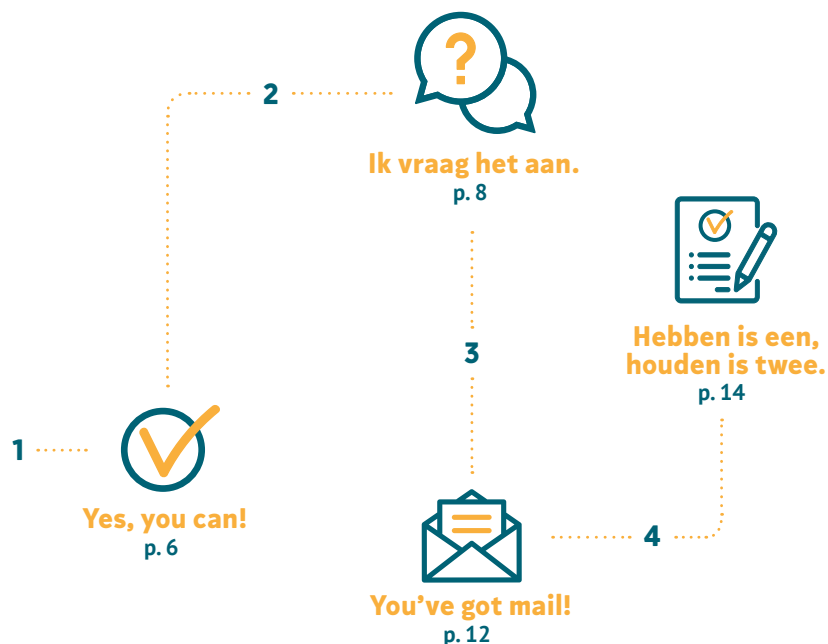 1
Yes, you can!
p. 6
2
?
Ik vraag het aan.
p. 8
3
You've got mail!
p. 12
4
Hebben is een,
houden is twee.
p. 14